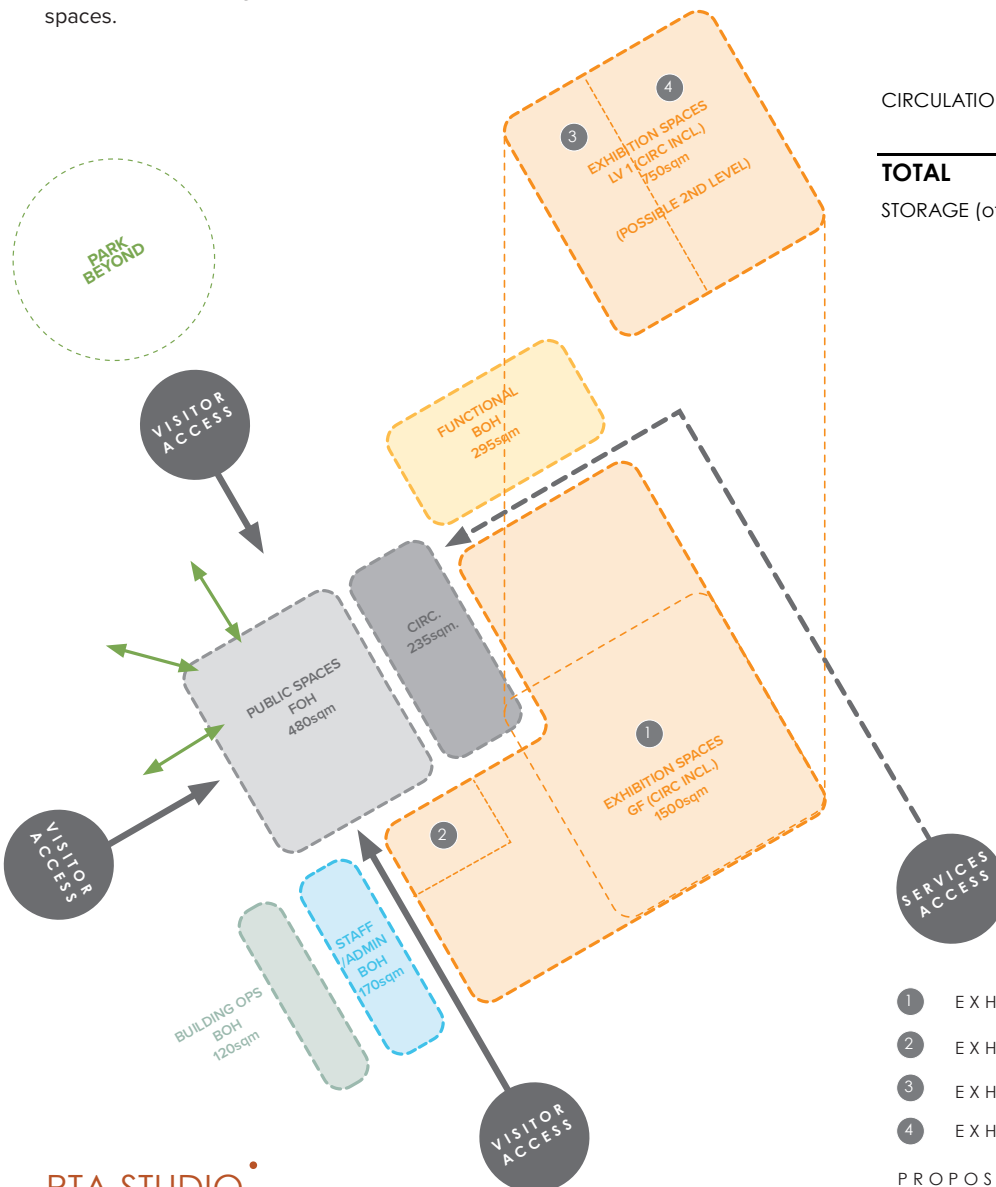 spaces.
4
3
EXHIBITION SPACES
LV 1 (CIRC INCL.)
750sqm
(POSSIBLE 2ND LEVEL)
CIRCULATIO
TOTAL
STORAGE (o
PARK
BEYOND
VISITOR
ACCESS
FUNCTIONAL
BOH
295sqm
CIRC.
235sqm.
PUBLIC SPACES
FOH
480sqm
1
EXHIBITION SPACES
GF (CIRC INCL.)
1500sqm
2
VISITOR
ACCESS
SERVICES
ACCESS
STAFF
/ADMIN
BOH
170sqm
BUILDING OPS
BOH
120sqm
VISITOR
ACCESS
1 EXH
2 EXH
3 EXH
4 EXH
PROPOS